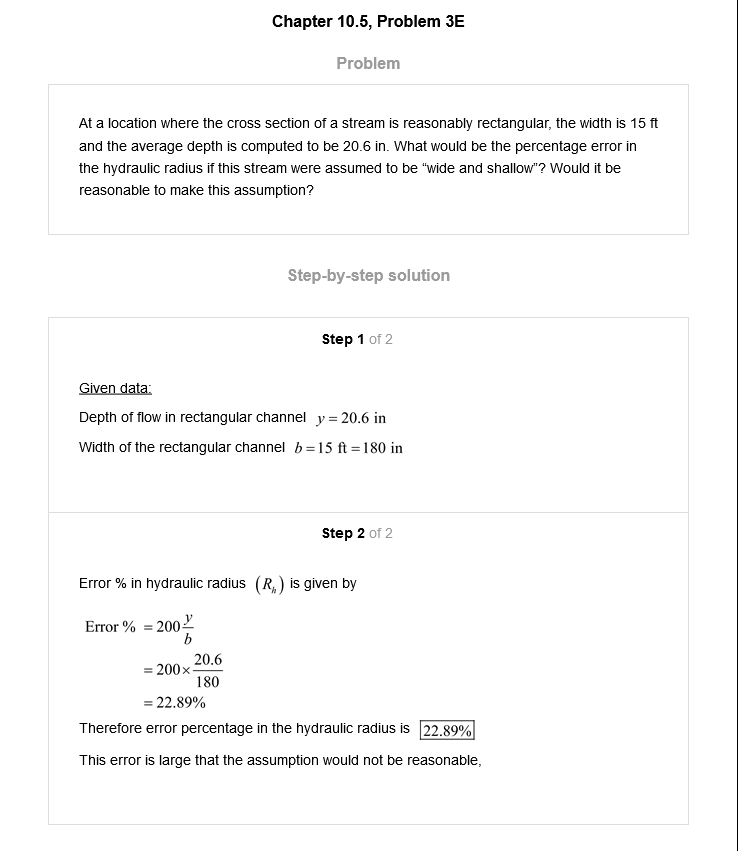 Chapter 10.5, Problem 3E
Problem
At a location where the cross section of a stream is reasonably rectangular, the width is 15 ft
and the average depth is computed to be 20.6 in. What would be the percentage error in
the hydraulic radius if this stream were assumed to be “wide and shallow”? Would it be
reasonable to make this assumption?
Step-by-step solution
Step 1 of 2
Given data:
Depth of flow in rectangular channel y = 20.6 in
Width of the rectangular channel b = 15 ft = 180 in
Step 2 of 2
Error % in hydraulic radius (R_h) is given by
Error % = 200 y/b
= 200 × 20.6/180
= 22.89%
Therefore error percentage in the hydraulic radius is 22.89%
This error is large that the assumption would not be reasonable,